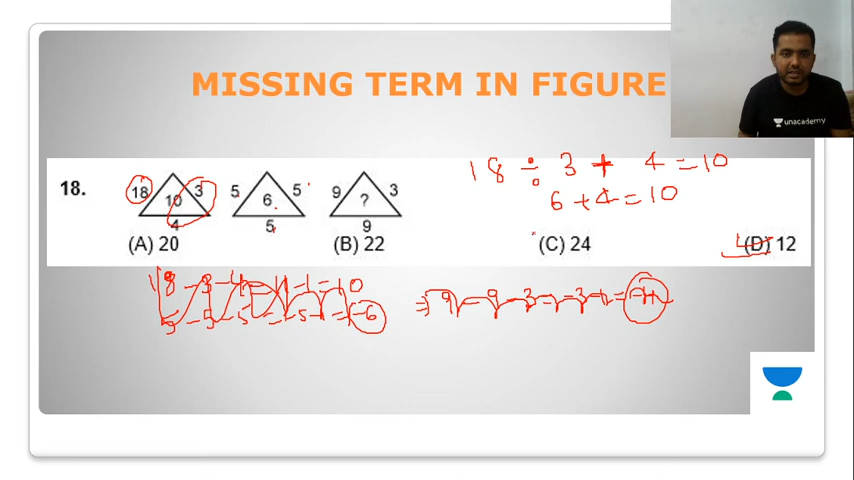 MISSING TERM IN FIGURE
unacademy
18 ÷ 3 + 4 = 10
6 + 4 = 10
18. 18 10 3 4 5 6 5 5 9 ? 3 9
(A) 20 (B) 22 (C) 24 (D) 12